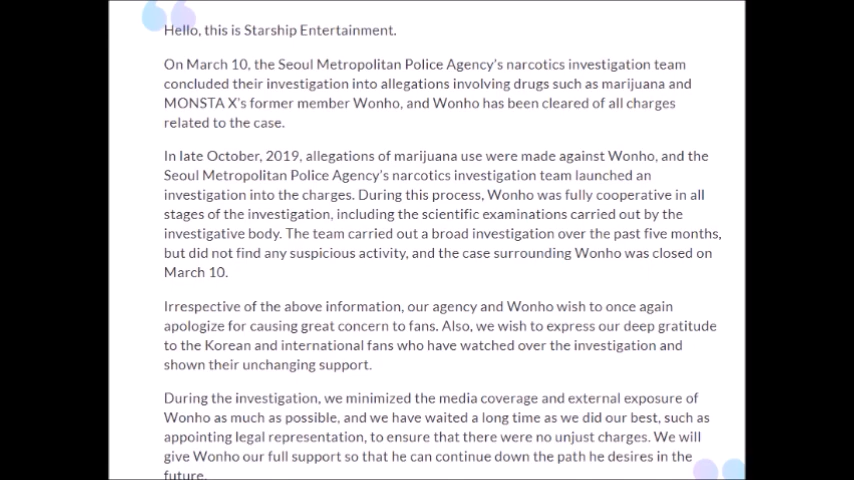 Hello, this is Starship Entertainment.
On March 10, the Seoul Metropolitan Police Agency's narcotics investigation team
concluded their investigation into allegations involving drugs such as marijuana and
MONSTA X's former member Wonho, and Wonho has been cleared of all charges
related to the case.
In late October, 2019, allegations of marijuana use were made against Wonho, and the
Seoul Metropolitan Police Agency's narcotics investigation team launched an
investigation into the charges. During this process, Wonho was fully cooperative in all
stages of the investigation, including the scientific examinations carried out by the
investigative body. The team carried out a broad investigation over the past five months,
but did not find any suspicious activity, and the case surrounding Wonho was closed on
March 10.
Irrespective of the above information, our agency and Wonho wish to once again
apologize for causing great concern to fans. Also, we wish to express our deep gratitude
to the Korean and international fans who have watched over the investigation and
shown their unchanging support.
During the investigation, we minimized the media coverage and external exposure of
Wonho as much as possible, and we have waited a long time as we did our best, such as
appointing legal representation, to ensure that there were no unjust charges. We will
give Wonho our full support so that he can continue down the path he desires in the
future.